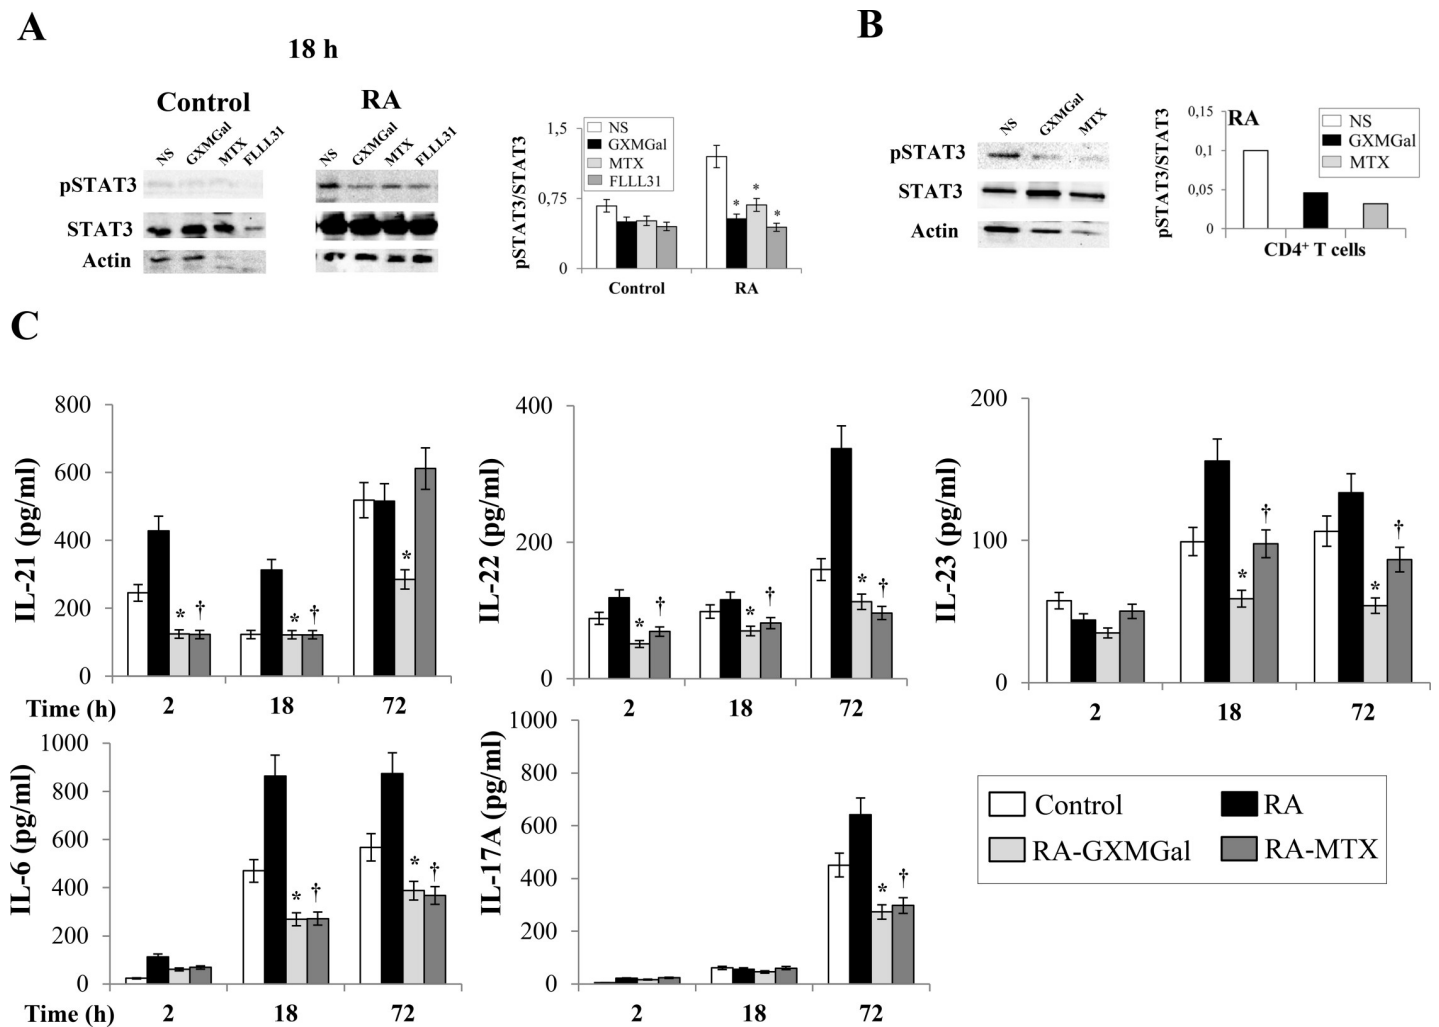 A
18 h
Control
RA
NS
GXMGal
MTX
FLLL31
NS
GXMGal
MTX
FLLL31
pSTAT3
STAT3
Actin
pSTAT3/STAT3
1,5
0,75
0
NS
GXMGal
MTX
FLLL31
*
*
*
Control
RA
B
NS
GXMGal
MTX
pSTAT3
STAT3
Actin
pSTAT3/STAT3
0,15
0,1
0,05
0
RA
NS
GXMGal
MTX
CD4+ T cells
C
IL-21 (pg/ml)
800
600
400
200
0
* †
* †
*
Time (h) 2 18 72
IL-22 (pg/ml)
400
200
0
* †
* †
* †
2 18 72
IL-23 (pg/ml)
200
100
0
* †
* †
2 18 72
IL-6 (pg/ml)
1000
800
600
400
200
0
* †
* †
Time (h) 2 18 72
IL-17A (pg/ml)
1000
800
600
400
200
0
* †
2 18 72
Control RA
RA-GXMGal RA-MTX